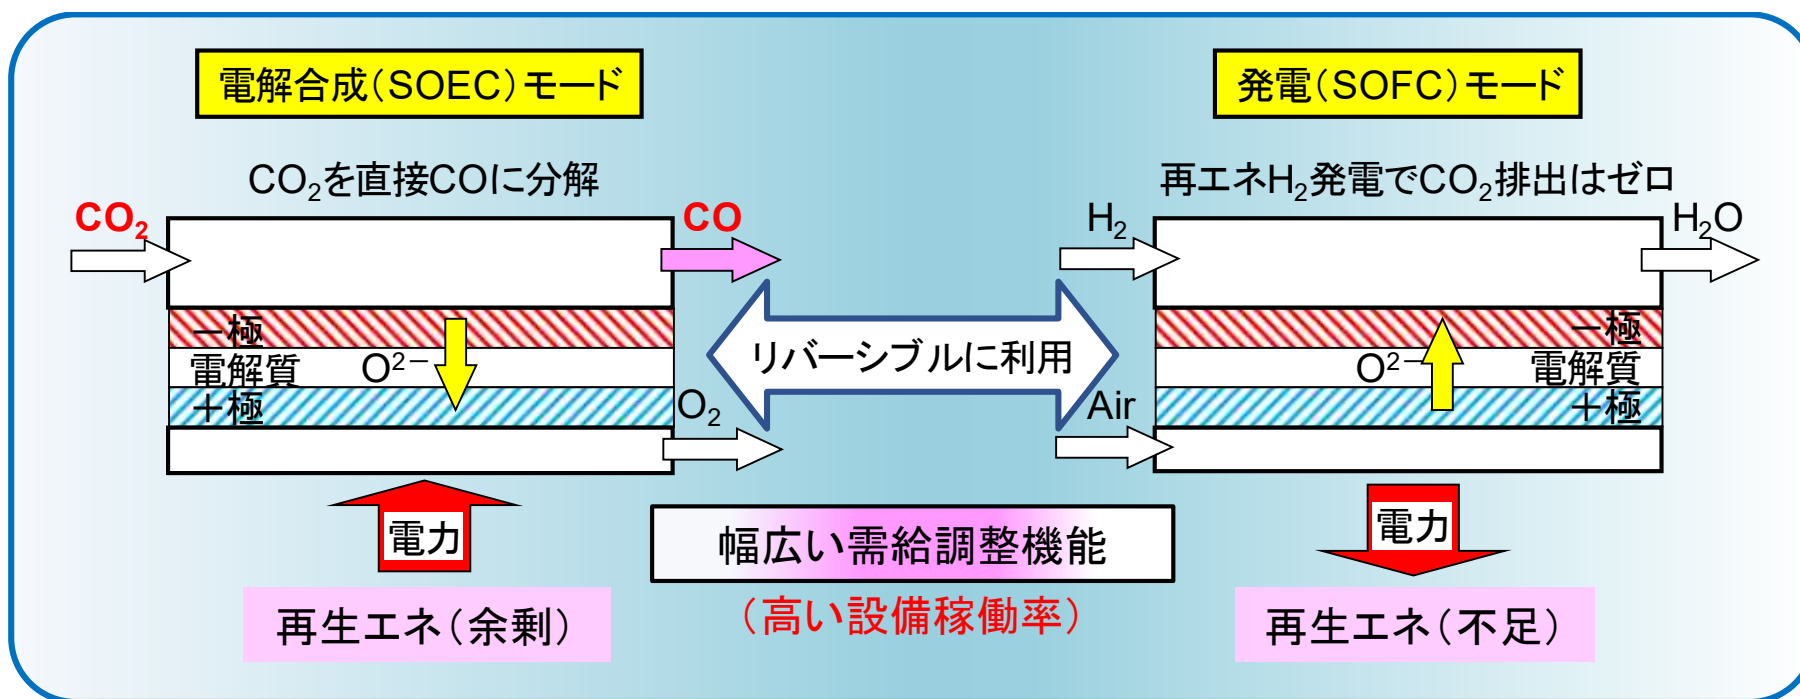 電解合成(SOEC)モード
CO₂を直接COに分解
CO₂
CO
−極
電解質
O²⁻
+極
O₂
電力
再生エネ(余剰)
リバーシブルに利用
幅広い需給調整機能
(高い設備稼働率)
発電(SOFC)モード
再エネH₂発電でCO₂排出はゼロ
H₂
H₂O
−極
O²⁻
電解質
+極
Air
電力
再生エネ(不足)